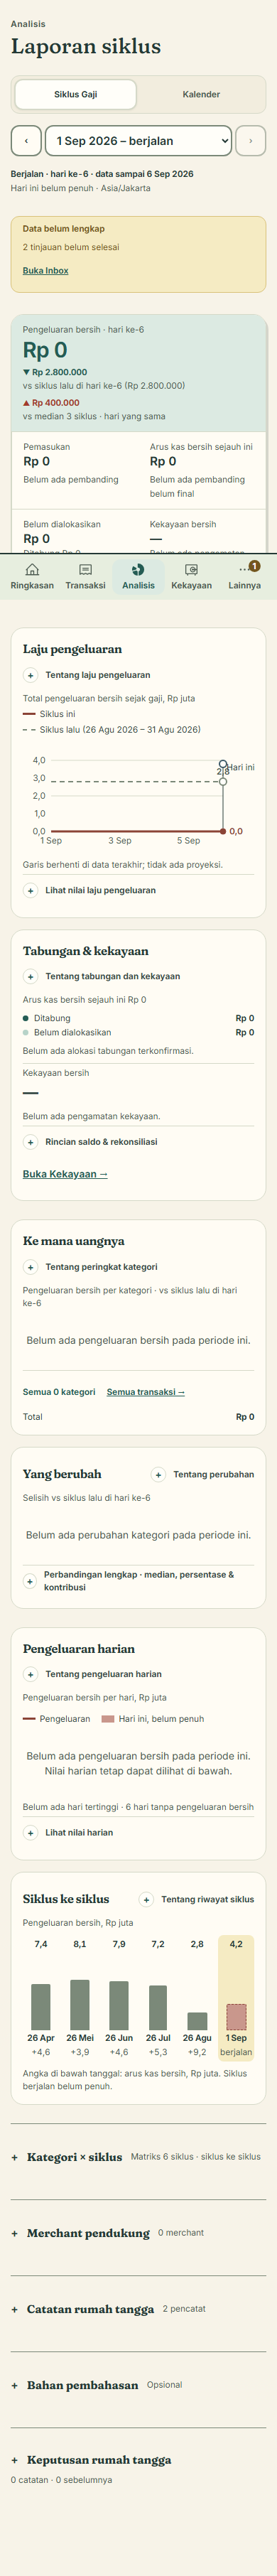 Analisis
Laporan siklus
Siklus Gaji
Kalender
1 Sep 2026 – berjalan
Berjalan · hari ke-6 · data sampai 6 Sep 2026
Hari ini belum penuh · Asia/Jakarta
Data belum lengkap
2 tinjauan belum selesai
Buka Inbox
Pengeluaran bersih · hari ke-6
Rp 0
▼ Rp 2.800.000
vs siklus lalu di hari ke-6 (Rp 2.800.000)
▲ Rp 400.000
vs median 3 siklus · hari yang sama
Pemasukan
Rp 0
Belum ada pembanding
Arus kas bersih sejauh ini
Rp 0
Belum ada pembanding
belum final
Belum dialokasikan
Rp 0
Kekayaan bersih
—
Ringkasan
Transaksi
Analisis
Kekayaan
Lainnya
1
Laju pengeluaran
+ Tentang laju pengeluaran
Total pengeluaran bersih sejak gaji, Rp juta
Siklus ini
Siklus lalu (26 Agu 2026 – 31 Agu 2026)
4,0
3,0
2,0
1,0
0,0
Hari ini
2,8
0,0
1 Sep
3 Sep
5 Sep
Garis berhenti di data terakhir; tidak ada proyeksi.
+ Lihat nilai laju pengeluaran
Tabungan & kekayaan
+ Tentang tabungan dan kekayaan
Arus kas bersih sejauh ini Rp 0
Ditabung Rp 0
Belum dialokasikan Rp 0
Belum ada alokasi tabungan terkonfirmasi.
Kekayaan bersih
—
Belum ada pengamatan kekayaan.
+ Rincian saldo & rekonsiliasi
Buka Kekayaan →
Ke mana uangnya
+ Tentang peringkat kategori
Pengeluaran bersih per kategori · vs siklus lalu di hari
ke-6
Belum ada pengeluaran bersih pada periode ini.
Semua 0 kategori Semua transaksi →
Total Rp 0
Yang berubah
+ Tentang perubahan
Selisih vs siklus lalu di hari ke-6
Belum ada perubahan kategori pada periode ini.
+ Perbandingan lengkap · median, persentase &
kontribusi
Pengeluaran harian
+ Tentang pengeluaran harian
Pengeluaran bersih per hari, Rp juta
Pengeluaran
Hari ini, belum penuh
Belum ada pengeluaran bersih pada periode ini.
Nilai harian tetap dapat dilihat di bawah.
Belum ada hari tertinggi · 6 hari tanpa pengeluaran bersih
+ Lihat nilai harian
Siklus ke siklus
+ Tentang riwayat siklus
Pengeluaran bersih, Rp juta
7,4 8,1 7,9 7,2 2,8 4,2
26 Apr 26 Mei 26 Jun 26 Jul 26 Agu 1 Sep
+4,6 +3,9 +4,6 +5,3 +9,2 berjalan
Angka di bawah tanggal: arus kas bersih, Rp juta. Siklus
berjalan belum penuh.
+ Kategori × siklus Matriks 6 siklus · siklus ke siklus
+ Merchant pendukung 0 merchant
+ Catatan rumah tangga 2 pencatat
+ Bahan pembahasan Opsional
+ Keputusan rumah tangga
0 catatan · 0 sebelumnya